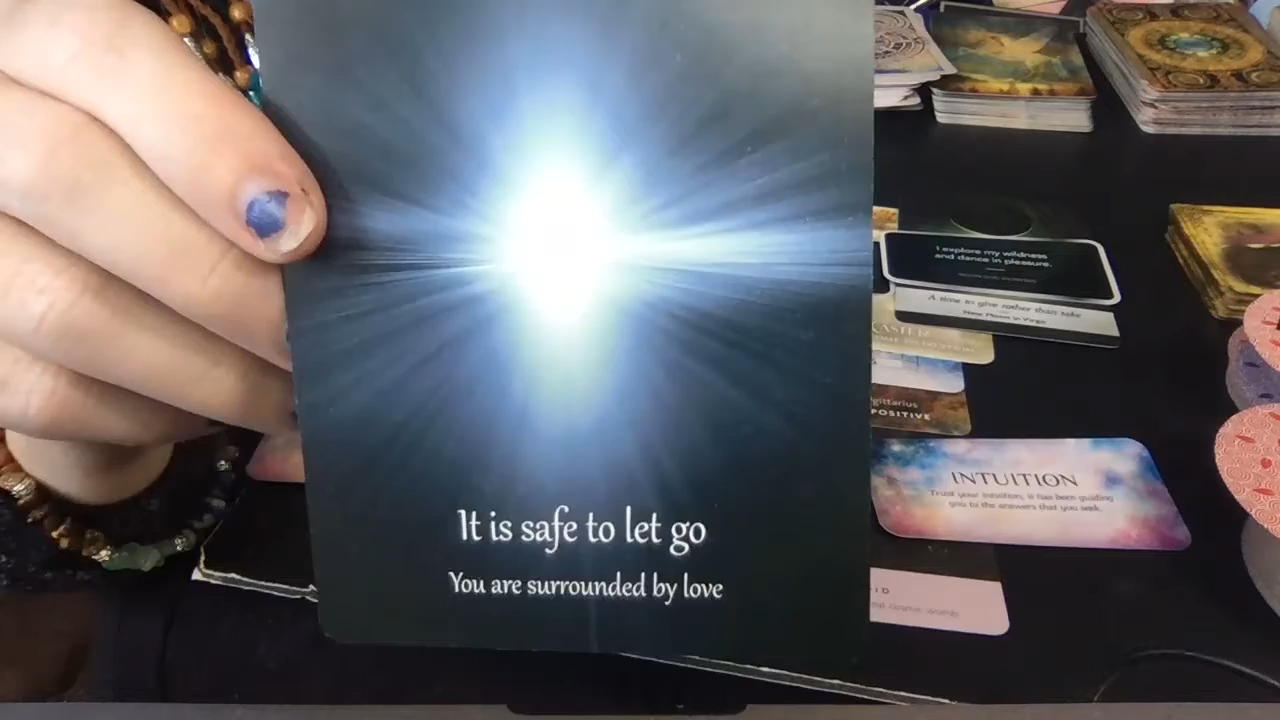 It is safe to let go
You are surrounded by love
I explore my wildness
and dance in pleasure.
A time to give rather than take
New Moon in Virgo
gittarius
POSITIVE
INTUITION
Trust your intuition, it has been guiding
you to the answers that you seek.